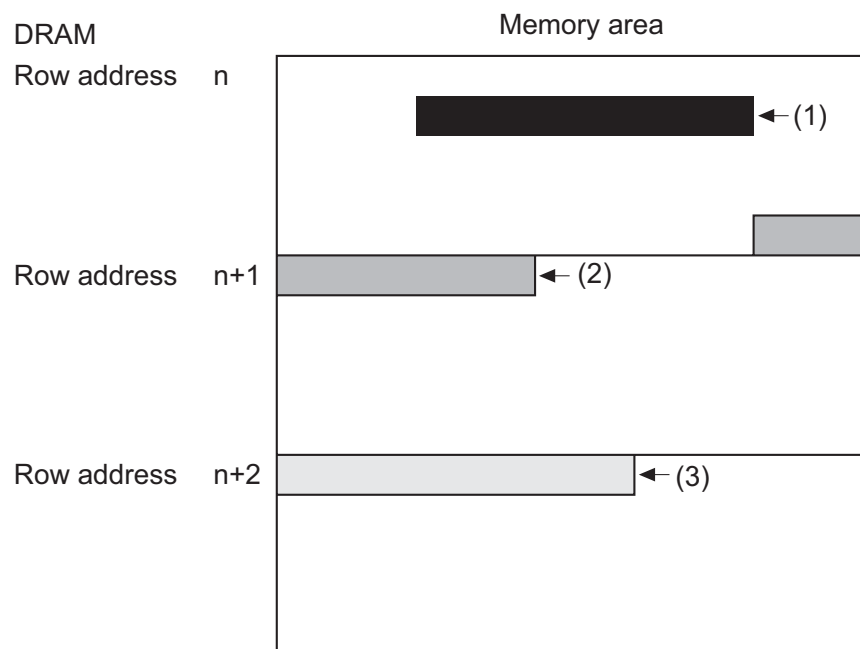 DRAM
Memory area
Row address n
(1)
Row address n+1
(2)
Row address n+2
(3)